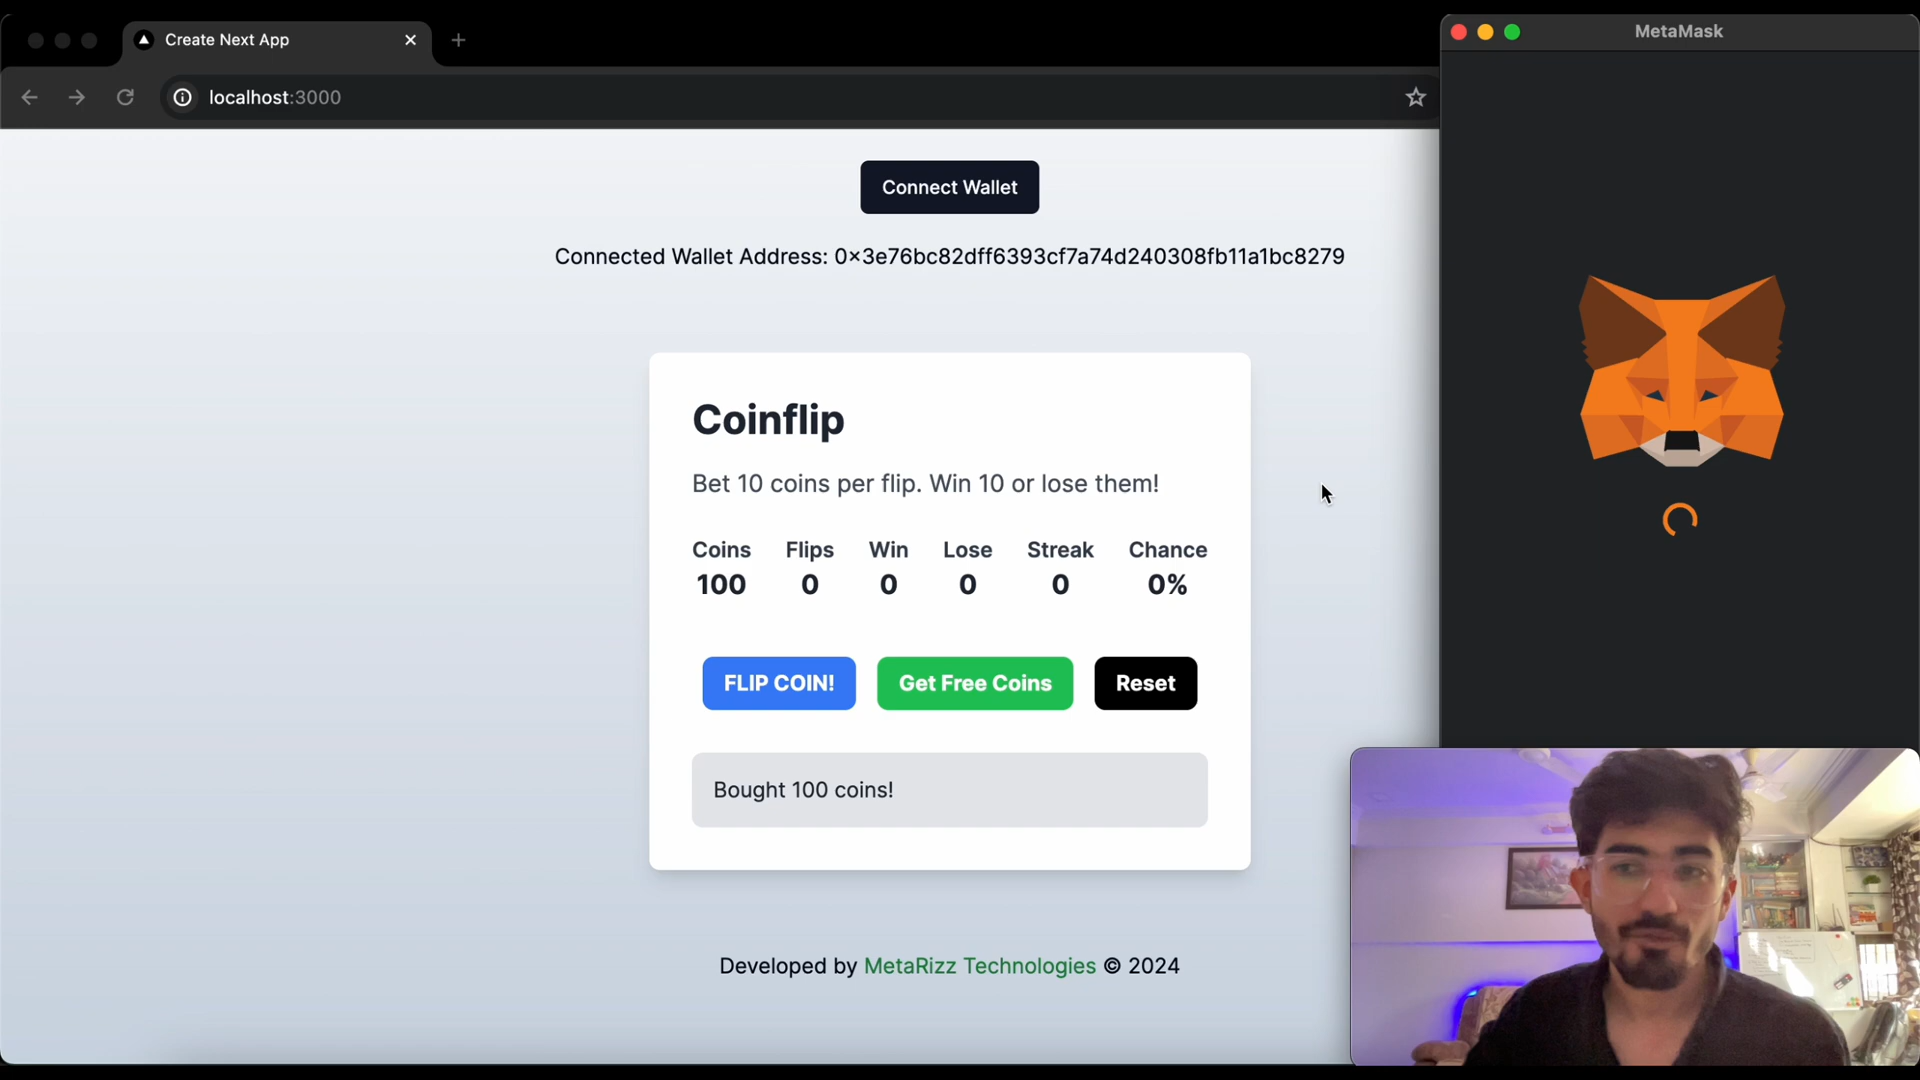 Create Next App
MetaMask
localhost:3000
Connect Wallet
Connected Wallet Address: 0×3e76bc82dff6393cf7a74d240308fb11a1bc8279
Coinflip
Bet 10 coins per flip. Win 10 or lose them!
Coins Flips Win Lose Streak Chance
100 0 0 0 0 0%
FLIP COIN! Get Free Coins Reset
Bought 100 coins!
Developed by MetaRizz Technologies © 2024